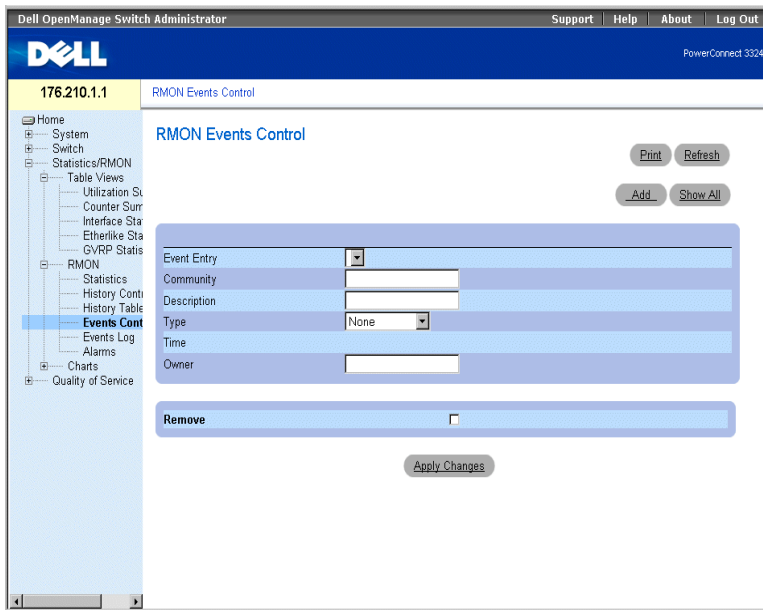 Dell OpenManage Switch Administrator
Support Help About Log Out
DELL
PowerConnect 3324
176.210.1.1
RMON Events Control
Home
System
Switch
Statistics/RMON
Table Views
Utilization Su
Counter Sum
Interface Sta
Etherlike Sta
GVRP Statis
RMON
Statistics
History Contr
History Table
Events Cont
Events Log
Alarms
Charts
Quality of Service
RMON Events Control
Print Refresh
Add Show All
Event Entry
Community
Description
Type None
Time
Owner
Remove
Apply Changes